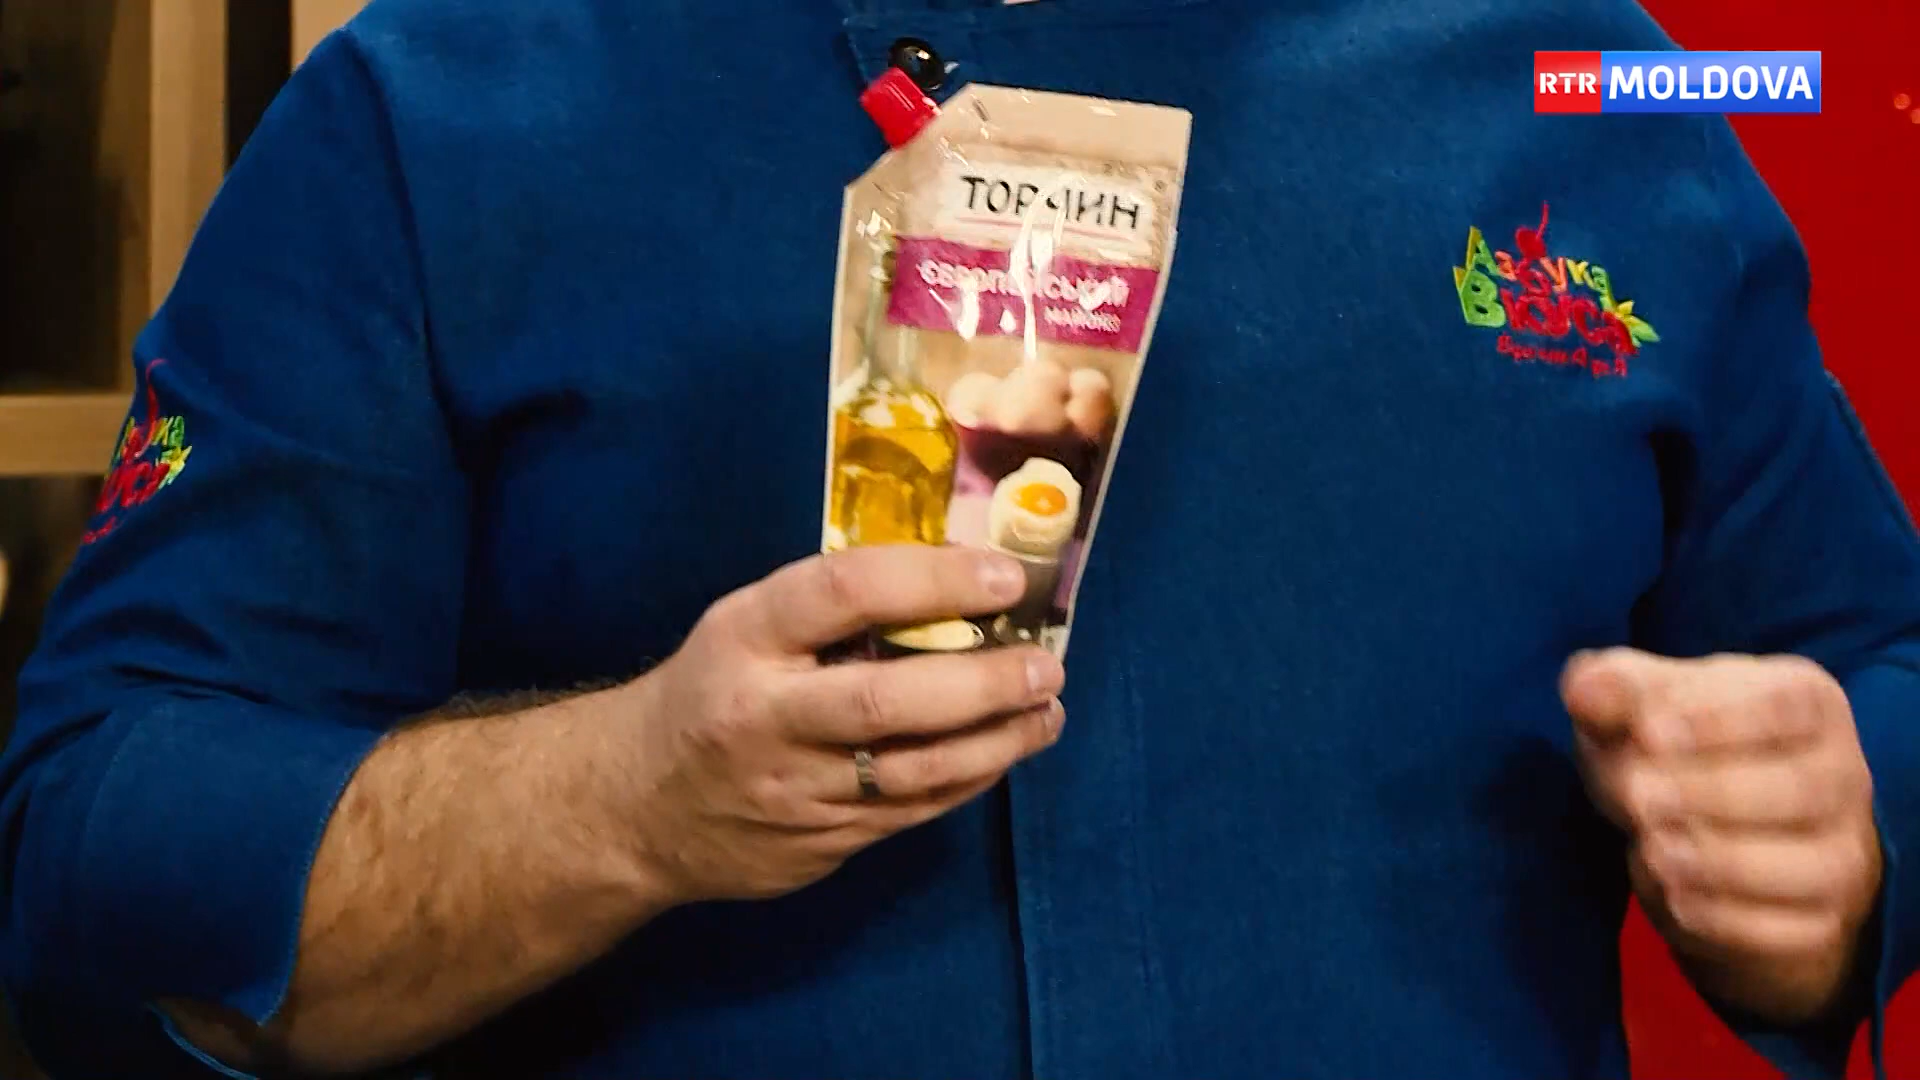 RTR MOLDOVA
ТОРЧИН
європейський
майонез
Азбука
Вкуса